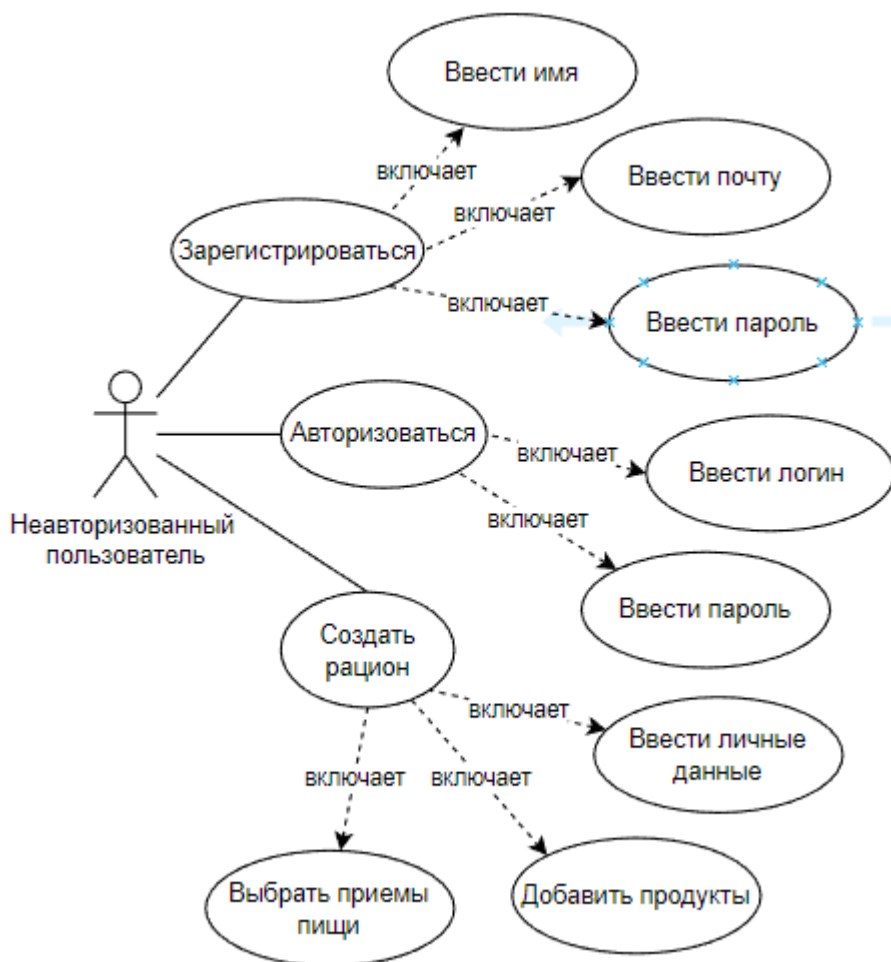 Ввести имя
включает
Ввести почту
включает
Зарегистрироваться
включает
Ввести пароль
Авторизоваться
включает
Ввести логин
Неавторизованный
пользователь
включает
Ввести пароль
Создать
рацион
включает
Ввести личные
данные
включает
включает
Выбрать приемы
пищи
Добавить продукты